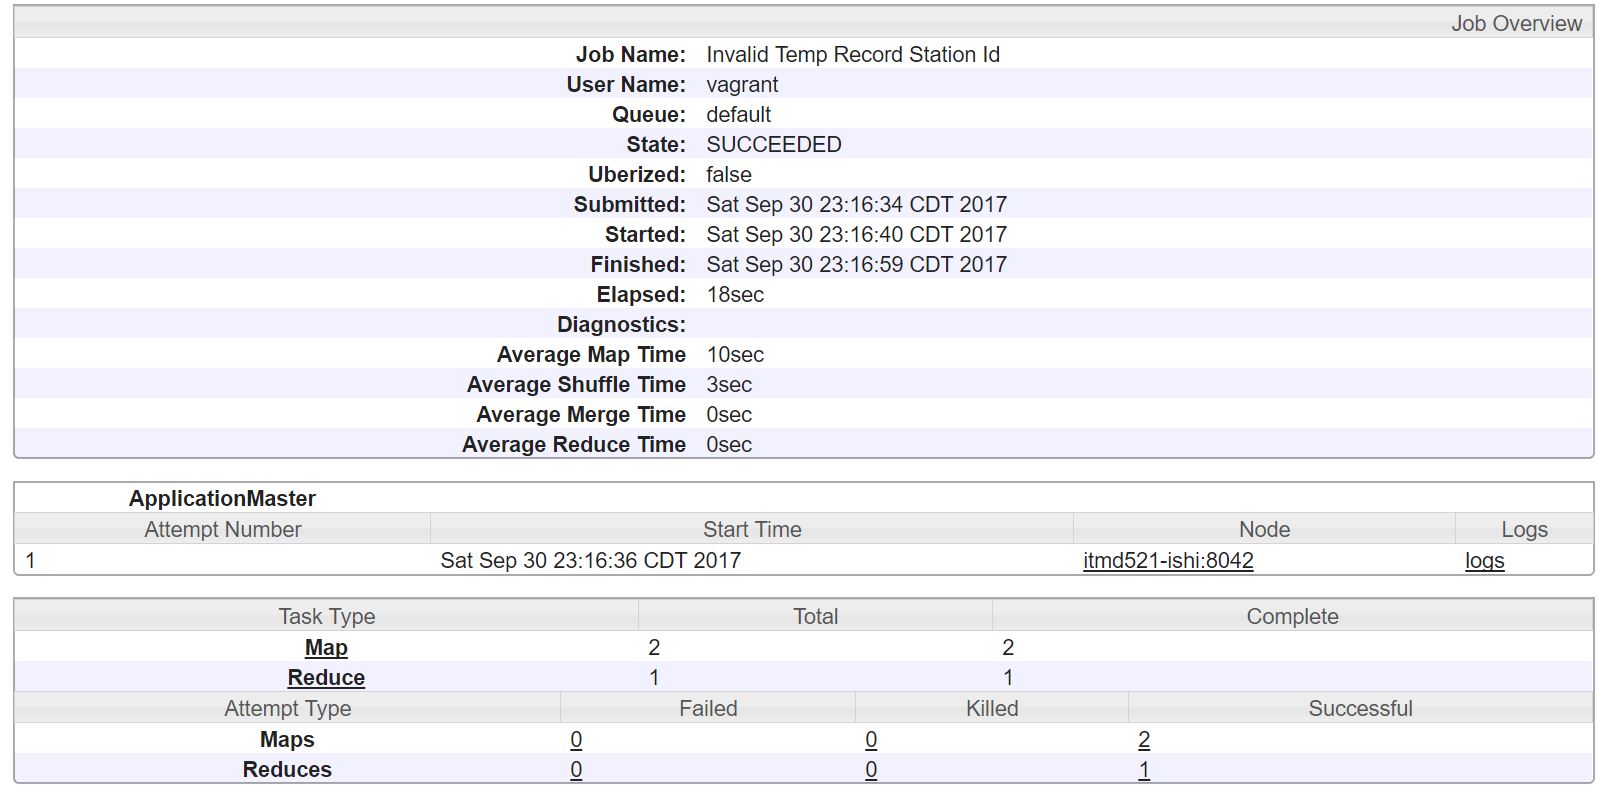 Job Overview
Job Name: Invalid Temp Record Station Id
User Name: vagrant
Queue: default
State: SUCCEEDED
Uberized: false
Submitted: Sat Sep 30 23:16:34 CDT 2017
Started: Sat Sep 30 23:16:40 CDT 2017
Finished: Sat Sep 30 23:16:59 CDT 2017
Elapsed: 18sec
Diagnostics:
Average Map Time 10sec
Average Shuffle Time 3sec
Average Merge Time 0sec
Average Reduce Time 0sec
ApplicationMaster
Attempt Number Start Time Node Logs
1 Sat Sep 30 23:16:36 CDT 2017 itmd521-ishi:8042 logs
Task Type Total Complete
Map 2 2
Reduce 1 1
Attempt Type Failed Killed Successful
Maps 0 0 2
Reduces 0 0 1